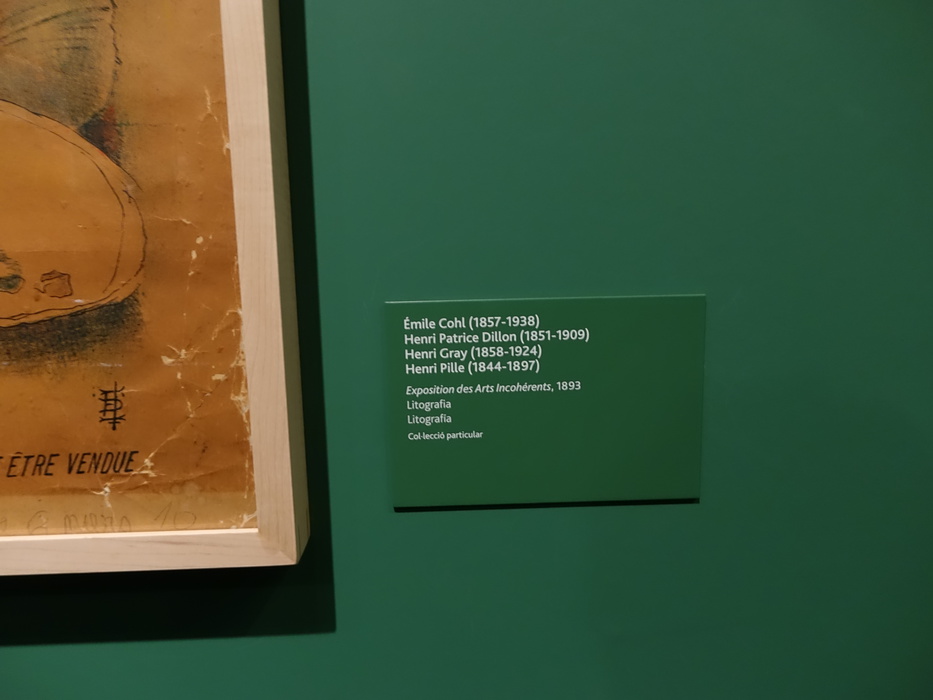 ÊTRE VENDUE
Émile Cohl (1857-1938)
Henri Patrice Dillon (1851-1909)
Henri Gray (1858-1924)
Henri Pille (1844-1897)
Exposition des Arts Incohérents, 1893
Litografia
Litografia
Col·lecció particular